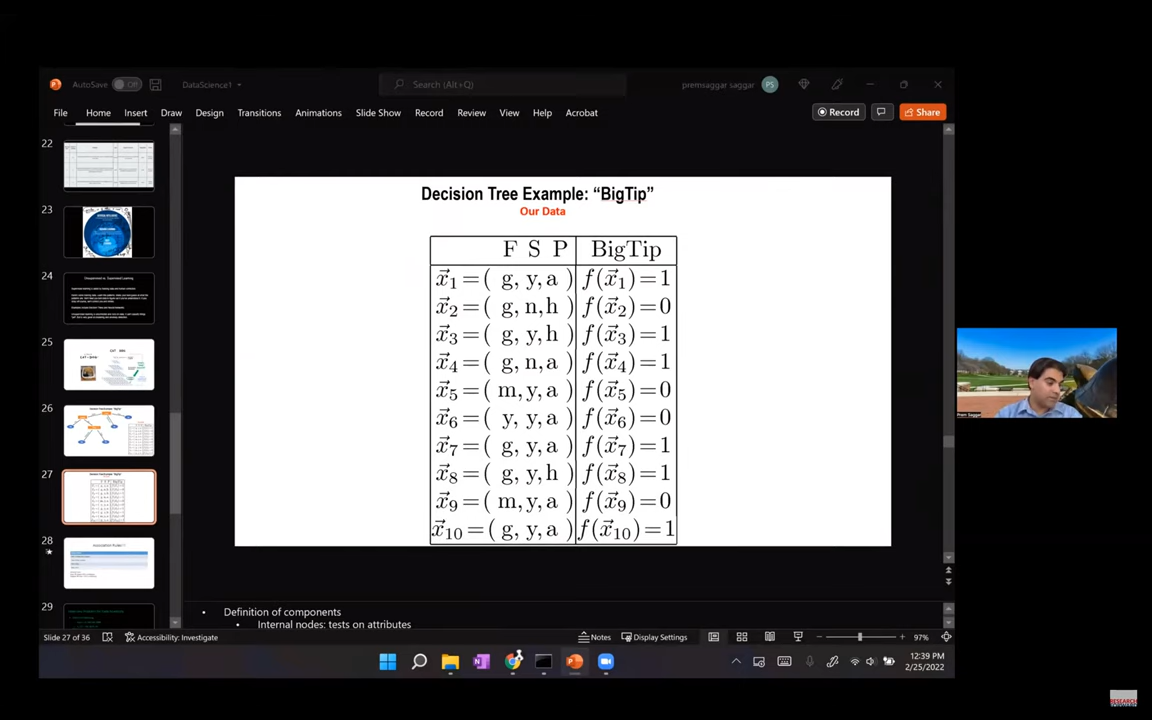 AutoSave Off DataScience1 Search (Alt+Q) premsaggar saggar PS
File Home Insert Draw Design Transitions Animations Slide Show Record Review View Help Acrobat Record Share
22
23
24
25
26
27
28
29
Decision Tree Example: “BigTip”
Our Data
F S P BigTip
x⃗1=( g, y, a ) f(x⃗1)=1
x⃗2=( g, n,h ) f(x⃗2)=0
x⃗3=( g, y,h ) f(x⃗3)=1
x⃗4=( g, n,a ) f(x⃗4)=1
x⃗5=( m,y,a ) f(x⃗5)=0
x⃗6=( y, y,a ) f(x⃗6)=0
x⃗7=( g, y,a ) f(x⃗7)=1
x⃗8=( g, y,h ) f(x⃗8)=1
x⃗9=( m,y,a ) f(x⃗9)=0
x⃗10=( g, y,a ) f(x⃗10)=1
Prem Saggar
• Definition of components
• Internal nodes: tests on attributes
Slide 27 of 36 Accessibility: Investigate Notes Display Settings 97%
12:39 PM
2/25/2022
RESEARCH